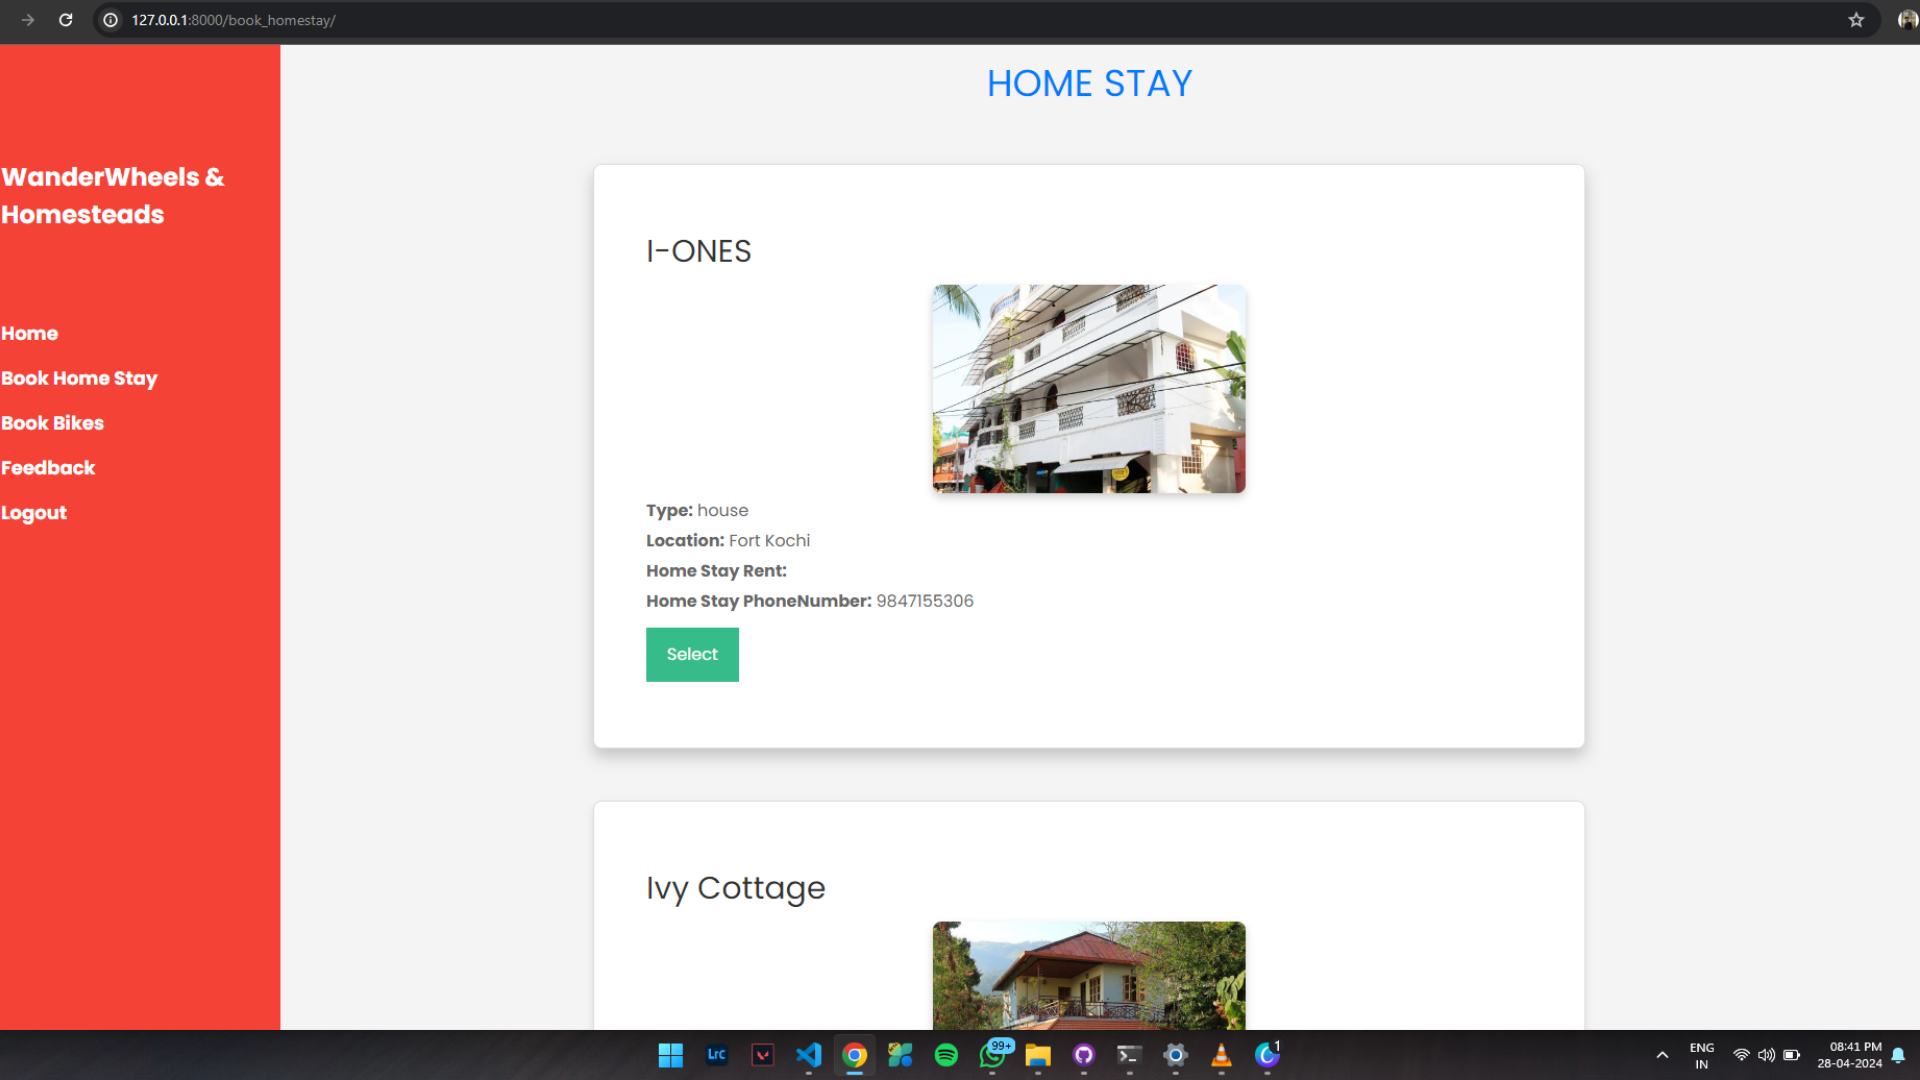 127.0.0.1:8000/book_homestay/
HOME STAY
WanderWheels &
Homesteads
Home
Book Home Stay
Book Bikes
Feedback
Logout
I-ONES
Type: house
Location: Fort Kochi
Home Stay Rent:
Home Stay PhoneNumber: 9847155306
Select
Ivy Cottage
LrC
99+
1
ENG
IN
08:41 PM
28-04-2024